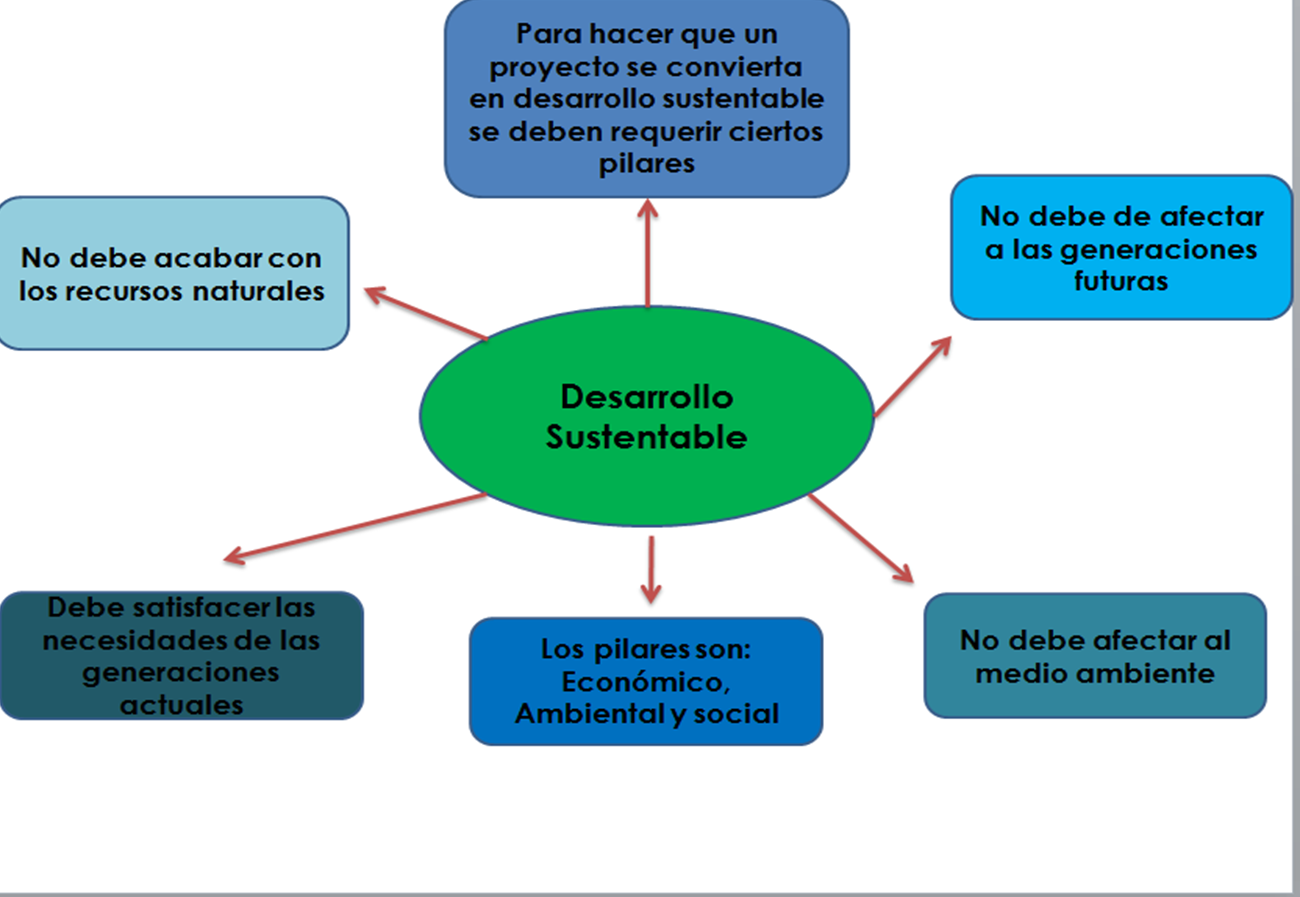 Para hacer que un
proyecto se convierta
en desarrollo sustentable
se deben requerir ciertos
pilares
No debe acabar con
los recursos naturales
No debe de afectar
a las generaciones
futuras
Desarrollo
Sustentable
Debe satisfacer las
necesidades de las
generaciones
actuales
Los pilares son:
Económico,
Ambiental y social
No debe afectar al
medio ambiente